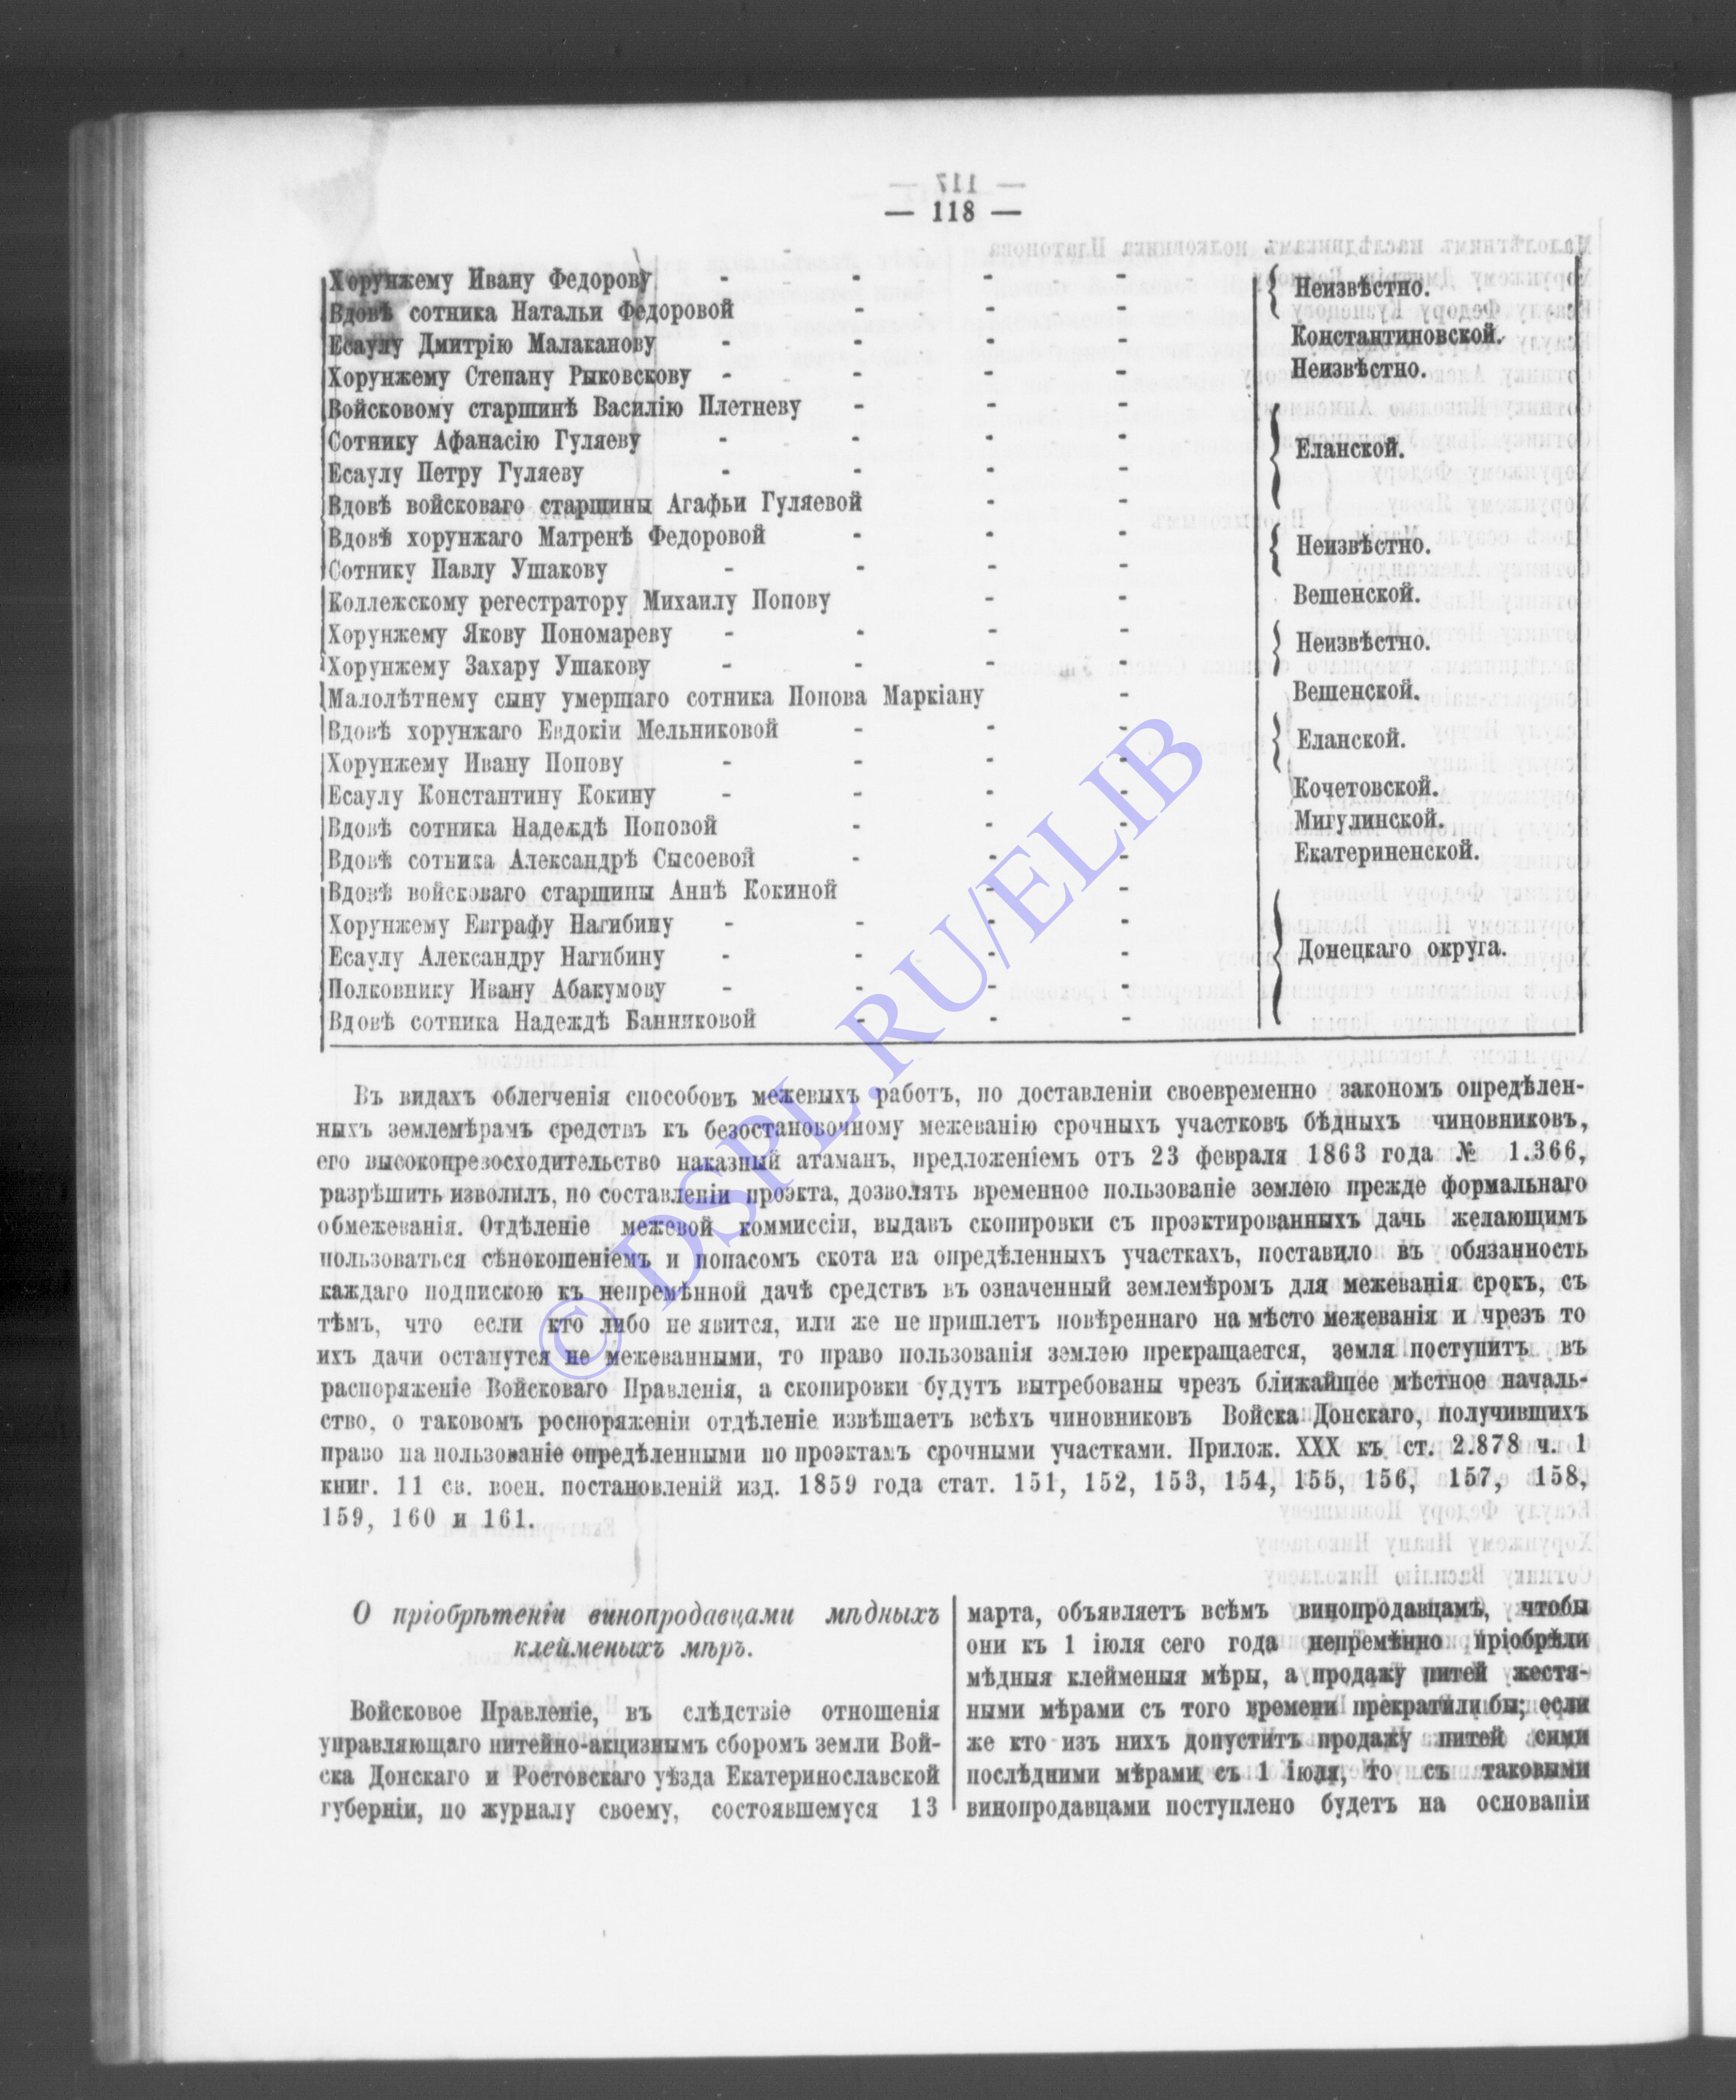 — 118 —
Хорунжему Ивану Федорову - - - - Неизвѣстно.
Вдовѣ сотника Натальи Федоровой - - -
Есаулу Дмитрію Малаканову - - - - Константиновской.
Хорунжему Степану Рыковскову - - - - Неизвѣстно.
Войсковому старшинѣ Василію Плетневу - - -
Сотнику Афанасію Гуляеву - - - - Еланской.
Есаулу Петру Гуляеву - - - -
Вдовѣ войсковаго старшины Агафьи Гуляевой - -
Вдовѣ хорунжаго Матренѣ Федоровой - - - Неизвѣстно.
Сотнику Павлу Ушакову - - - -
Коллежскому регестратору Михаилу Попову - - Вешенской.
Хорунжему Якову Пономареву - - - - Неизвѣстно.
Хорунжему Захару Ушакову - - - -
Малолѣтнему сыну умершаго сотника Попова Маркіану - Вешенской.
Вдовѣ хорунжаго Евдокіи Мельниковой - - - Еланской.
Хорунжему Ивану Попову - - - -
Есаулу Константину Кокину - - - - Кочетовской.
Вдовѣ сотника Надеждѣ Поповой - - - Мигулинской.
Вдовѣ сотника Александрѣ Сысоевой - - - Екатериненской.
Вдовѣ войсковаго старшины Аннѣ Кокиной - -
Хорунжему Евграфу Нагибину - - - -
Есаулу Александру Нагибину - - - - Донецкаго округа.
Полковнику Ивану Абакумову - - - -
Вдовѣ сотника Надеждѣ Банниковой - - -
Въ видахъ облегченія способовъ межевыхъ работъ, по доставленіи своевременно закономъ опредѣлен-
ныхъ землемѣрамъ средствъ къ безостановочному межеванію срочныхъ участковъ бѣдныхъ чиновниковъ,
его высокопревосходительство наказный атаманъ, предложеніемъ отъ 23 февраля 1863 года № 1.366,
разрѣшить изволилъ, по составленіи проэкта, дозволять временное пользованіе землею прежде формальнаго
обмежеванія. Отдѣленіе межевой коммиссіи, выдавъ скопировки съ проэктированныхъ дачъ желающимъ
пользоваться сѣнокошеніемъ и попасомъ скота на опредѣленныхъ участкахъ, поставило въ обязанность
каждаго подпискою къ непремѣнной дачѣ средствъ въ означенный землемѣромъ для межеванія срокъ, съ
тѣмъ, что если кто либо не явится, или же не пришлетъ повѣреннаго на мѣсто межеванія и чрезъ то
ихъ дачи останутся не межеванными, то право пользованія землею прекращается, земля поступитъ въ
распоряженіе Войсковаго Правленія, а скопировки будутъ вытребованы чрезъ ближайшее мѣстное началь-
ство, о таковомъ роспоряженіи отдѣленіе извѣшаетъ всѣхъ чиновниковъ Войска Донскаго, получившихъ
право на пользованіе опредѣленными по проэктамъ срочными участками. Прилож. XXX къ ст. 2.878 ч. 1
книг. 11 св. воен. постановленій изд. 1859 года стат. 151, 152, 153, 154, 155, 156, 157, 158,
159, 160 и 161.
О пріобрѣтеніи винопродавцами мѣдныхъ
клейменыхъ мѣръ.
Войсковое Правленіе, въ слѣдствіе отношенія
управляющаго питейно-акцизнымъ сборомъ земли Вой-
ска Донскаго и Ростовскаго уѣзда Екатеринославской
губерніи, по журналу своему, состоявшемуся 13
марта, объявляетъ всѣмъ винопродавцамъ, чтобы
они къ 1 іюля сего года непремѣнно пріобрѣли
мѣдныя клейменыя мѣры, а продажу питей жестя-
ными мѣрами съ того времени прекратили бы; если
же кто изъ нихъ допуститъ продажу питей сими
послѣдними мѣрами съ 1 іюля, то съ таковыми
винопродавцами поступлено будетъ на основаніи
© DSPL.RU/ELIB